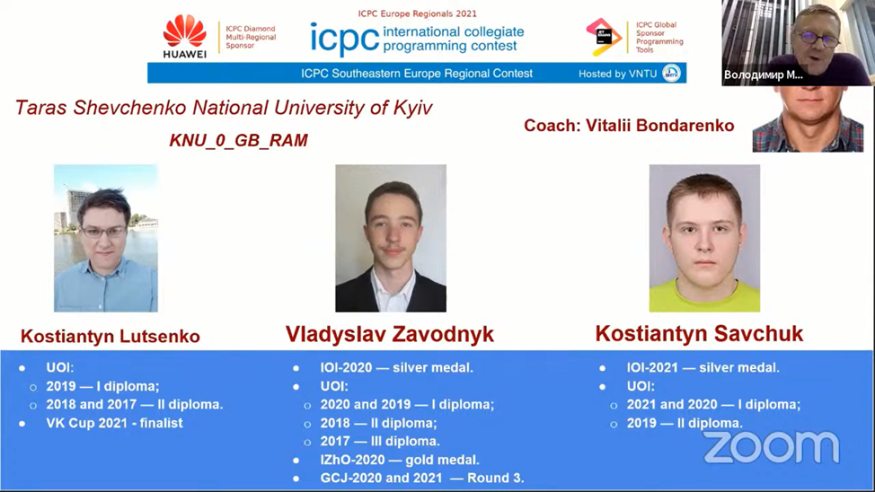 ICPC Europe Regionals 2021
HUAWEI
ICPC Diamond
Multi-Regional
Sponsor
icpc international collegiate
programming contest
JET
BRAINS
ICPC Global
Sponsor
Programming
Tools
ICPC Southeastern Europe Regional Contest
Hosted by VNTU
Володимир М...
Taras Shevchenko National University of Kyiv
KNU_0_GB_RAM
Coach: Vitalii Bondarenko
Kostiantyn Lutsenko
● UOI:
○ 2019 — I diploma;
○ 2018 and 2017 — II diploma.
● VK Cup 2021 - finalist
Vladyslav Zavodnyk
● IOI-2020 — silver medal.
● UOI:
○ 2020 and 2019 — I diploma;
○ 2018 — II diploma;
○ 2017 — III diploma.
● IZhO-2020 — gold medal.
● GCJ-2020 and 2021 — Round 3.
Kostiantyn Savchuk
● IOI-2021 — silver medal.
● UOI:
○ 2021 and 2020 — I diploma;
○ 2019 — II diploma.
zoom